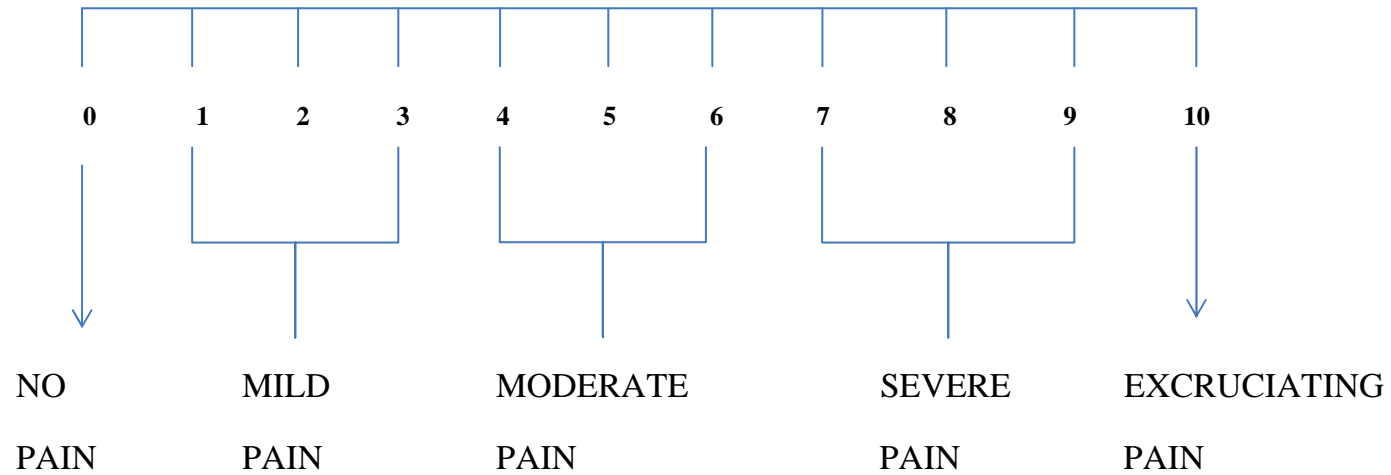 0 1 2 3 4 5 6 7 8 9 10
NO MILD MODERATE SEVERE EXCRUCIATING
PAIN PAIN PAIN PAIN PAIN